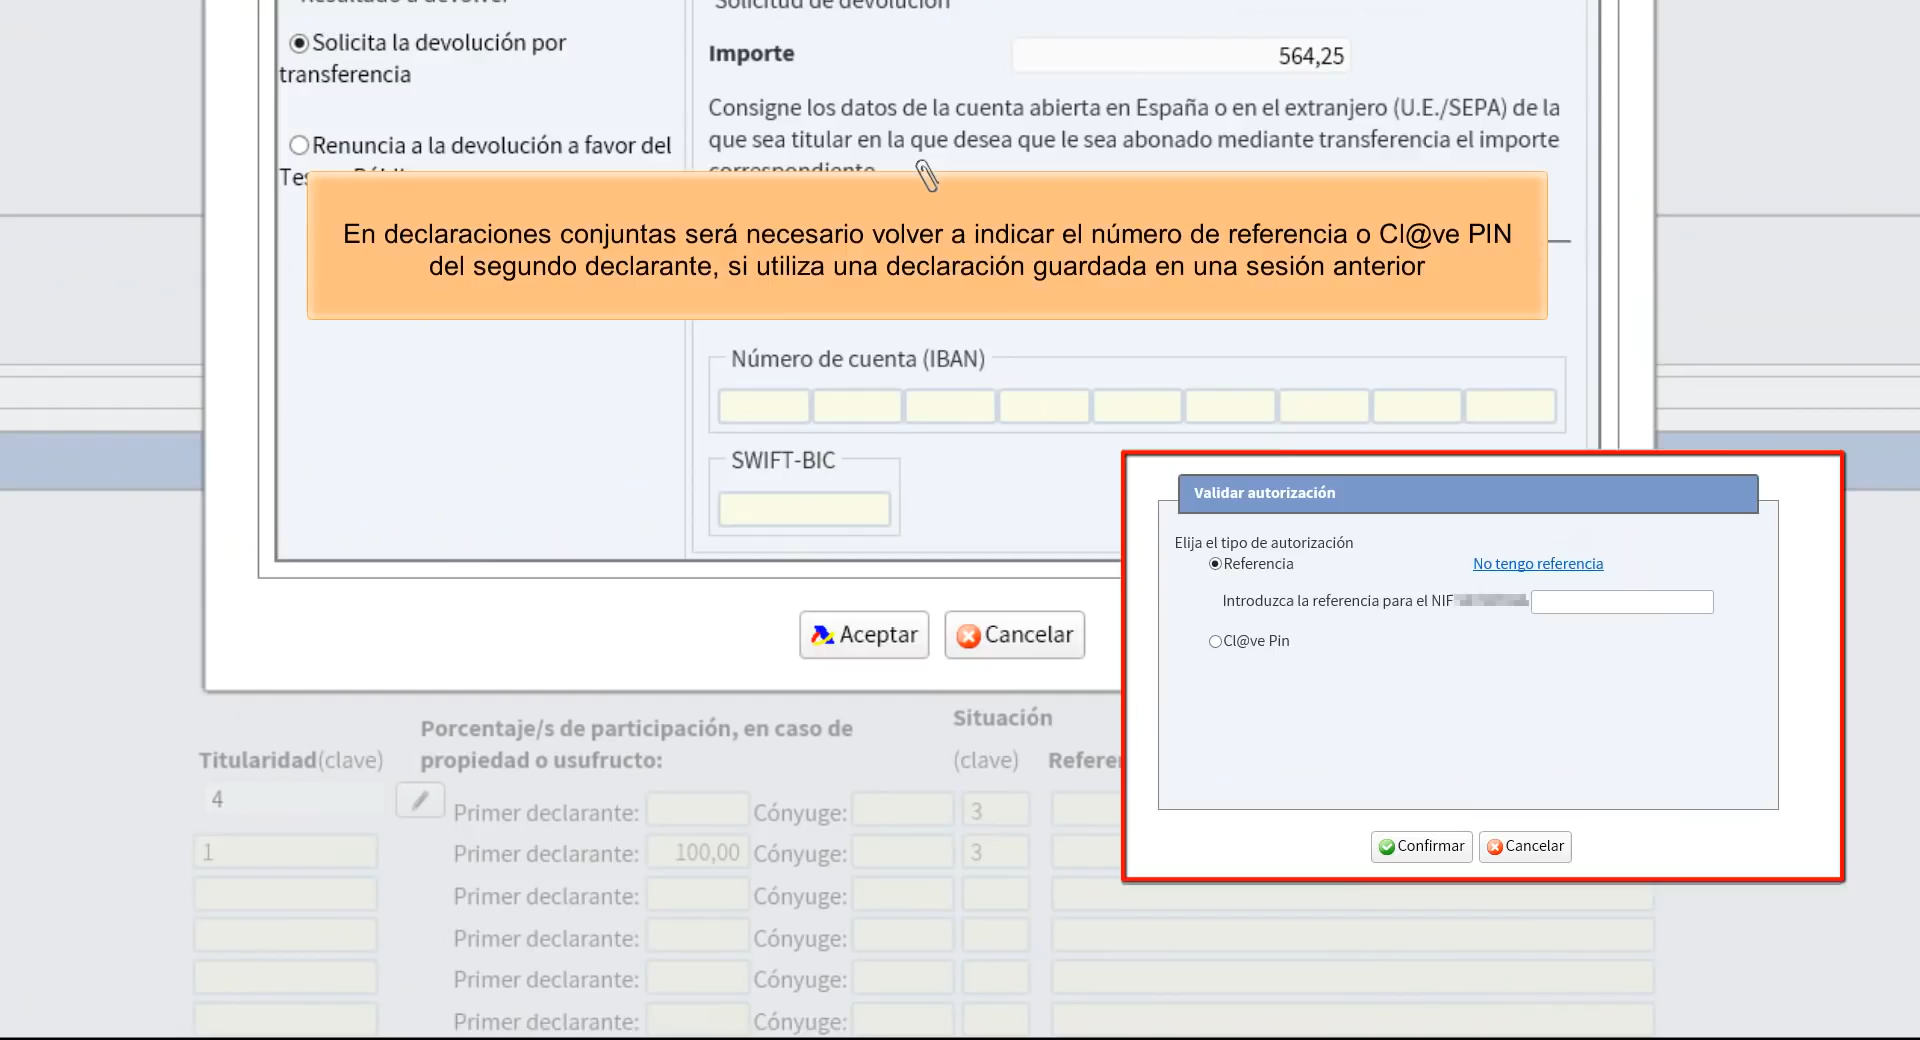 Solicitud de devolución
Solicita la devolución por
transferencia
Importe
564,25
Consigne los datos de la cuenta abierta en España o en el extranjero (U.E./SEPA) de la
que sea titular en la que desea que le sea abonado mediante transferencia el importe
correspondiente
Renuncia a la devolución a favor del
En declaraciones conjuntas será necesario volver a indicar el número de referencia o Cl@ve PIN
del segundo declarante, si utiliza una declaración guardada en una sesión anterior
Número de cuenta (IBAN)
SWIFT-BIC
Aceptar
Cancelar
Validar autorización
Elija el tipo de autorización
Referencia
No tengo referencia
Introduzca la referencia para el NIF
Cl@ve Pin
Confirmar
Cancelar
Titularidad(clave)
Porcentaje/s de participación, en caso de
propiedad o usufructo:
Situación
(clave)
4
Primer declarante: Cónyuge: 3
1 Primer declarante: 100,00 Cónyuge: 3
Primer declarante: Cónyuge:
Primer declarante: Cónyuge:
Primer declarante: Cónyuge:
Primer declarante: Cónyuge: